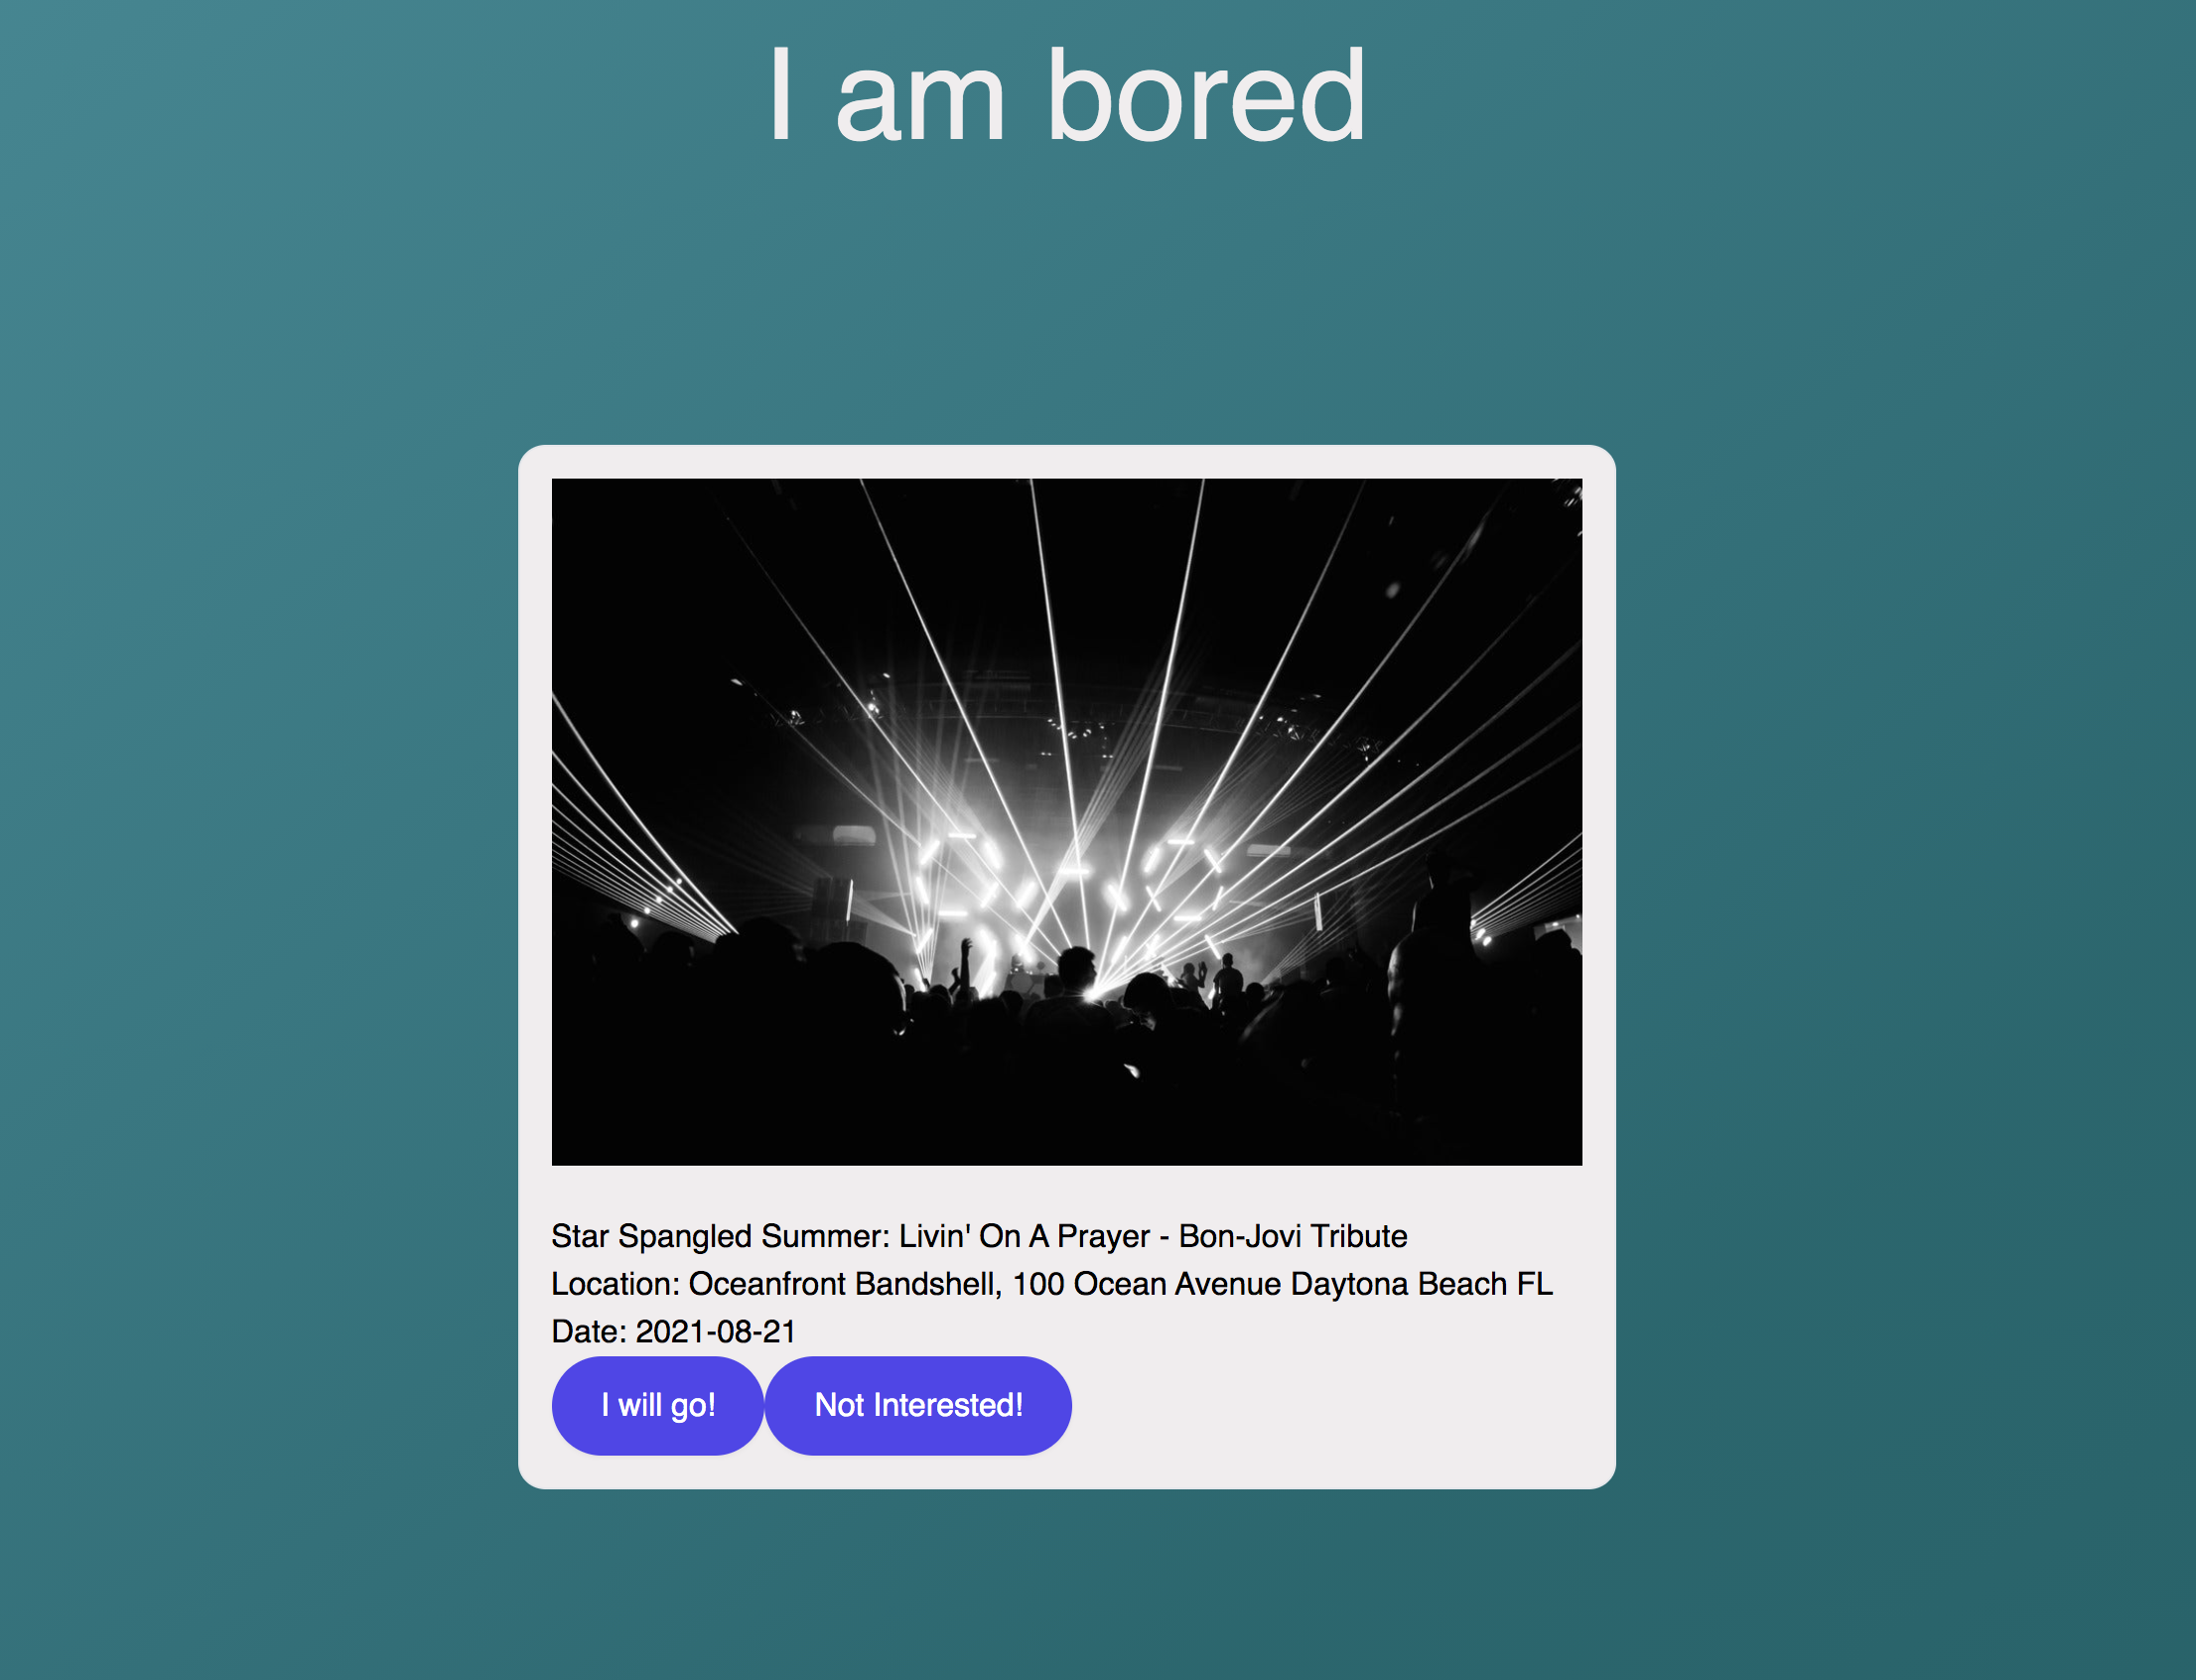 I am bored
Star Spangled Summer: Livin' On A Prayer - Bon-Jovi Tribute
Location: Oceanfront Bandshell, 100 Ocean Avenue Daytona Beach FL
Date: 2021-08-21
I will go!
Not Interested!